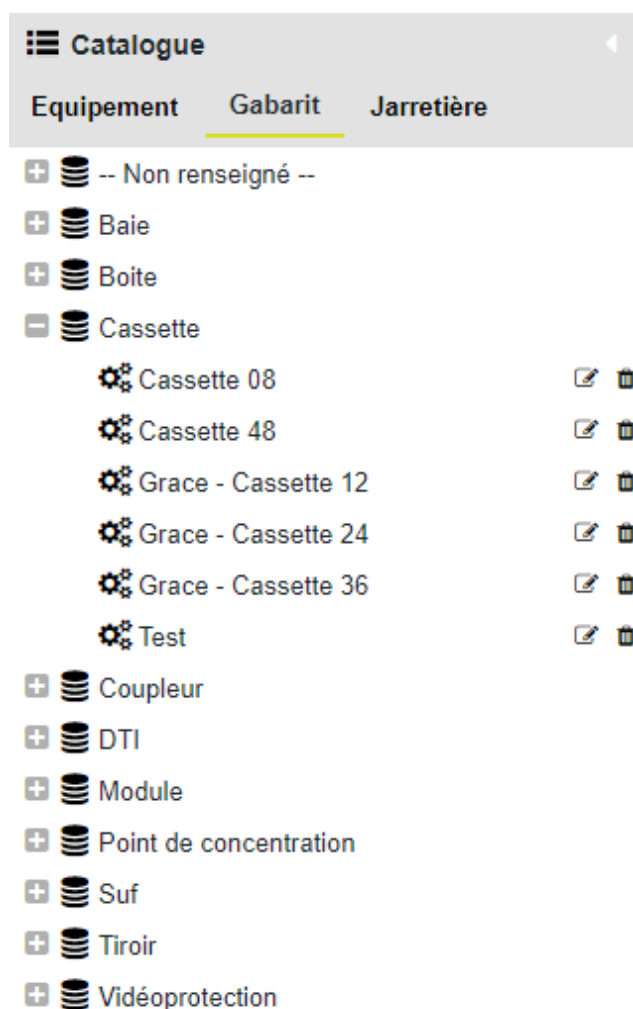 Catalogue
Equipement Gabarit Jarretière
-- Non renseigné --
Baie
Boite
Cassette
Cassette 08
Cassette 48
Grace - Cassette 12
Grace - Cassette 24
Grace - Cassette 36
Test
Coupleur
DTI
Module
Point de concentration
Suf
Tiroir
Vidéoprotection